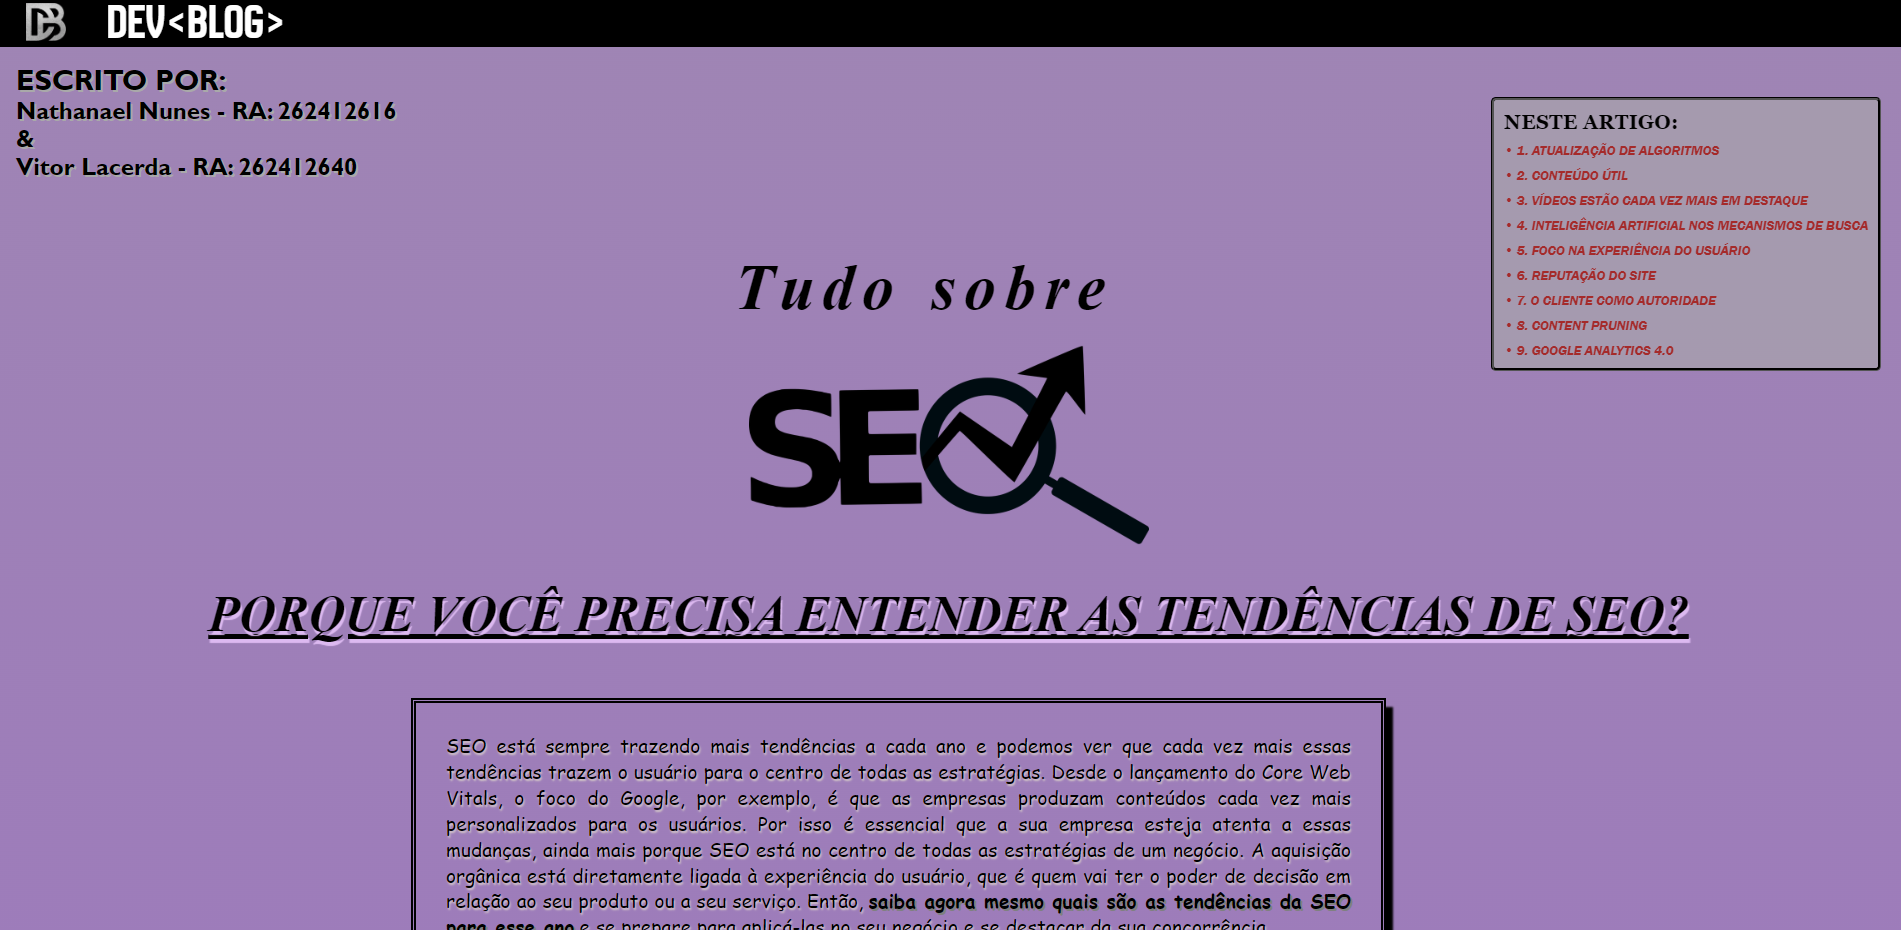 DEV<BLOG>
ESCRITO POR:
Nathanael Nunes - RA: 262412616
&
Vitor Lacerda - RA: 262412640
NESTE ARTIGO:
• 1. ATUALIZAÇÃO DE ALGORITMOS
• 2. CONTEÚDO ÚTIL
• 3. VÍDEOS ESTÃO CADA VEZ MAIS EM DESTAQUE
• 4. INTELIGÊNCIA ARTIFICIAL NOS MECANISMOS DE BUSCA
• 5. FOCO NA EXPERIÊNCIA DO USUÁRIO
• 6. REPUTAÇÃO DO SITE
• 7. O CLIENTE COMO AUTORIDADE
• 8. CONTENT PRUNING
• 9. GOOGLE ANALYTICS 4.0
Tudo sobre
SEO
PORQUE VOCÊ PRECISA ENTENDER AS TENDÊNCIAS DE SEO?
SEO está sempre trazendo mais tendências a cada ano e podemos ver que cada vez mais essas
tendências trazem o usuário para o centro de todas as estratégias. Desde o lançamento do Core Web
Vitals, o foco do Google, por exemplo, é que as empresas produzam conteúdos cada vez mais
personalizados para os usuários. Por isso é essencial que a sua empresa esteja atenta a essas
mudanças, ainda mais porque SEO está no centro de todas as estratégias de um negócio. A aquisição
orgânica está diretamente ligada à experiência do usuário, que é quem vai ter o poder de decisão em
relação ao seu produto ou a seu serviço. Então, saiba agora mesmo quais são as tendências da SEO
para esse ano e se prepare para aplicá-las no seu negócio e se destacar da sua concorrência.